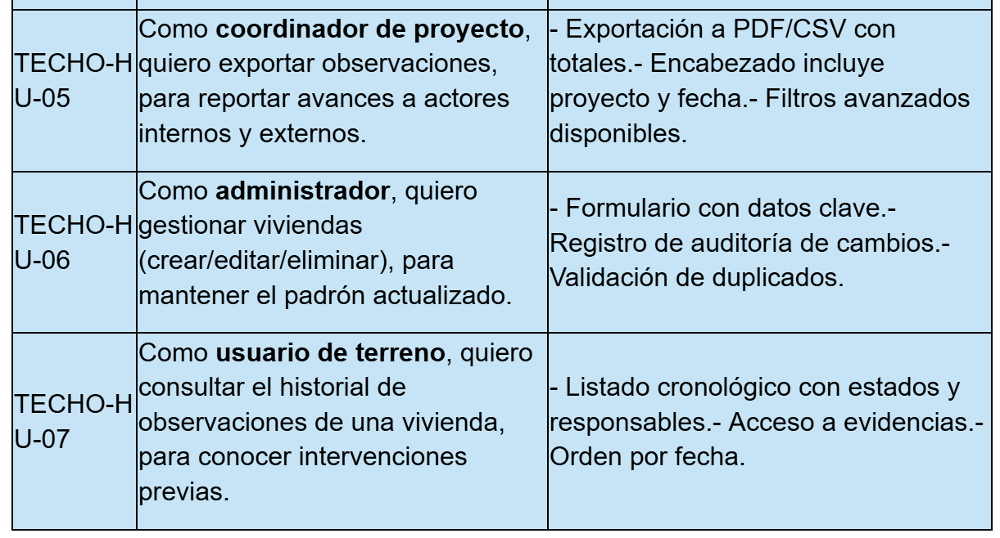 TECHO-H
U-05
Como coordinador de proyecto,
quiero exportar observaciones,
para reportar avances a actores
internos y externos.
- Exportación a PDF/CSV con
totales.- Encabezado incluye
proyecto y fecha.- Filtros avanzados
disponibles.
TECHO-H
U-06
Como administrador, quiero
gestionar viviendas
(crear/editar/eliminar), para
mantener el padrón actualizado.
- Formulario con datos clave.-
Registro de auditoría de cambios.-
Validación de duplicados.
TECHO-H
U-07
Como usuario de terreno, quiero
consultar el historial de
observaciones de una vivienda,
para conocer intervenciones
previas.
- Listado cronológico con estados y
responsables.- Acceso a evidencias.-
Orden por fecha.